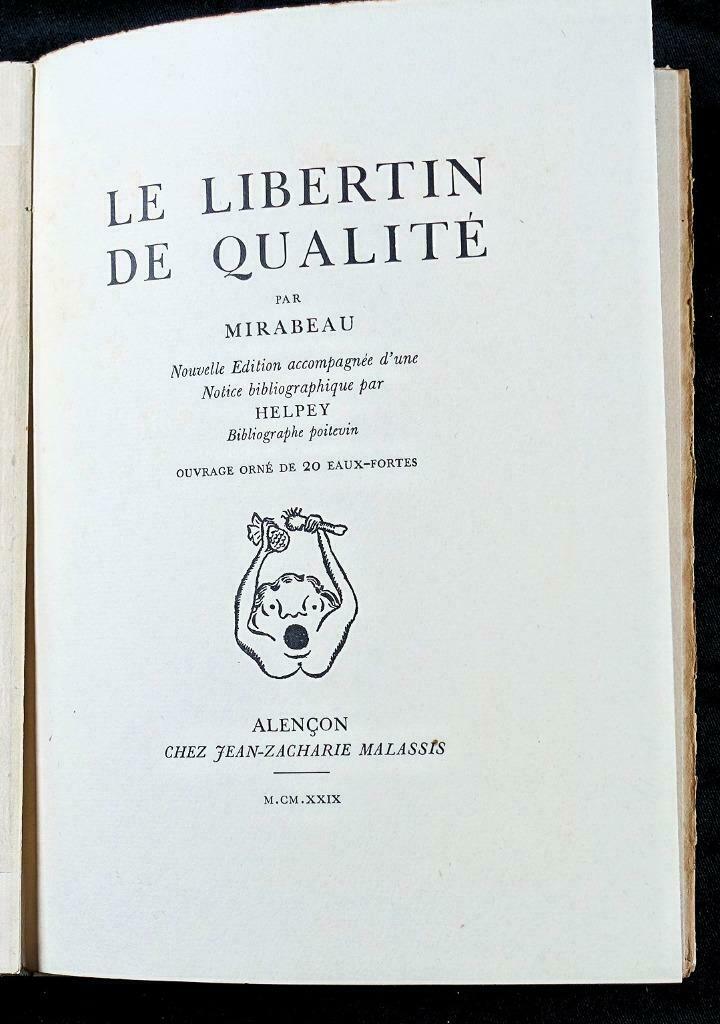 LE LIBERTIN
DE QUALITÉ
PAR
MIRABEAU
Nouvelle Edition accompagnée d'une
Notice bibliographique par
HELPEY
Bibliographe poitevin
OUVRAGE ORNÉ DE 20 EAUX-FORTES
ALENÇON
CHEZ JEAN-ZACHARIE MALASSIS
M.CM.XXIX